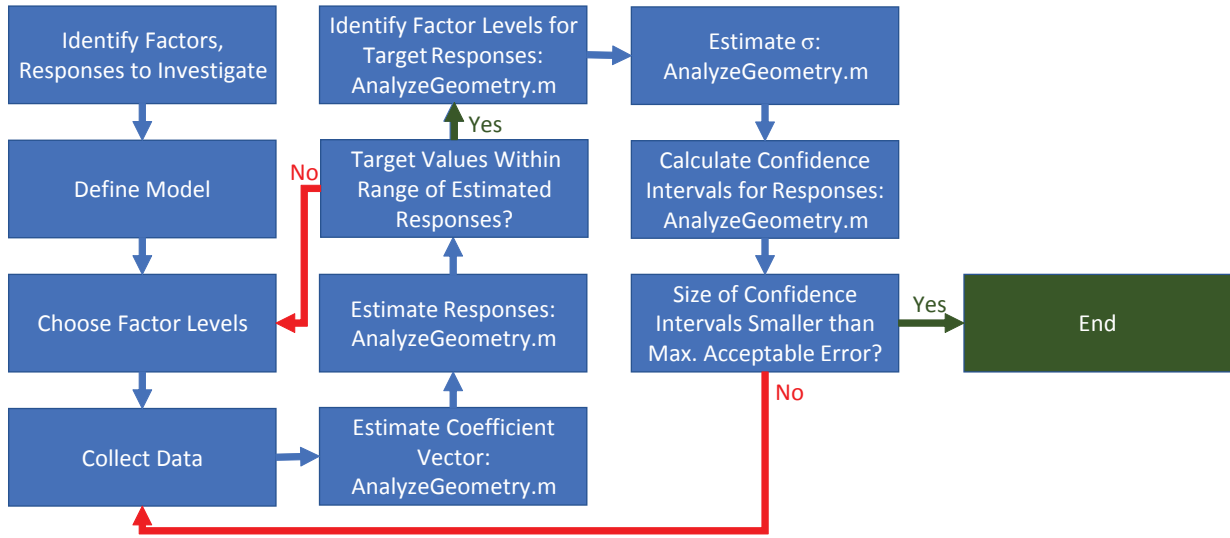 Identify Factors,
Responses to Investigate
Define Model
Choose Factor Levels
Collect Data
Identify Factor Levels for
Target Responses:
AnalyzeGeometry.m
Yes
Target Values Within
Range of Estimated
Responses?
No
Estimate Responses:
AnalyzeGeometry.m
Estimate Coefficient
Vector:
AnalyzeGeometry.m
Estimate σ:
AnalyzeGeometry.m
Calculate Confidence
Intervals for Responses:
AnalyzeGeometry.m
Size of Confidence
Intervals Smaller than
Max. Acceptable Error?
Yes
No
End